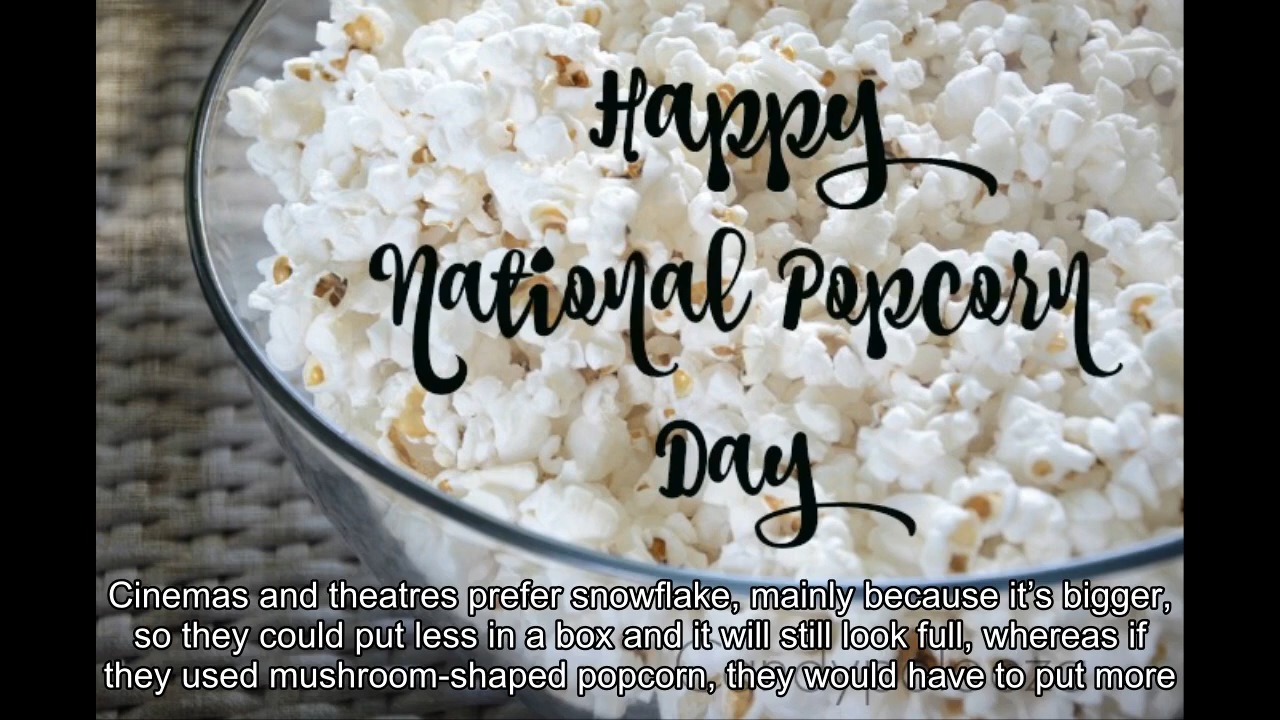 Happy
National Popcorn
Day
Cinemas and theatres prefer snowflake, mainly because it’s bigger,
so they could put less in a box and it will still look full, whereas if
they used mushroom-shaped popcorn, they would have to put more